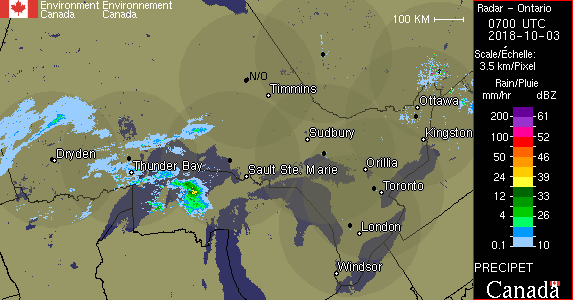 Environment Environnement
Canada Canada
100 KM
N/O
Timmins
Ottawa
Sudbury
Kingston
Dryden
Thunder Bay
Sault Ste. Marie
Orillia
Toronto
London
Windsor
Radar - Ontario
0700 UTC
2018-10-03
Scale/Échelle:
3.5 km/Pixel
Rain/Pluie
mm/hr dBZ
200 61
100 52
50 46
24 39
12 33
4 26
0.1 10
PRECIPET
Canada